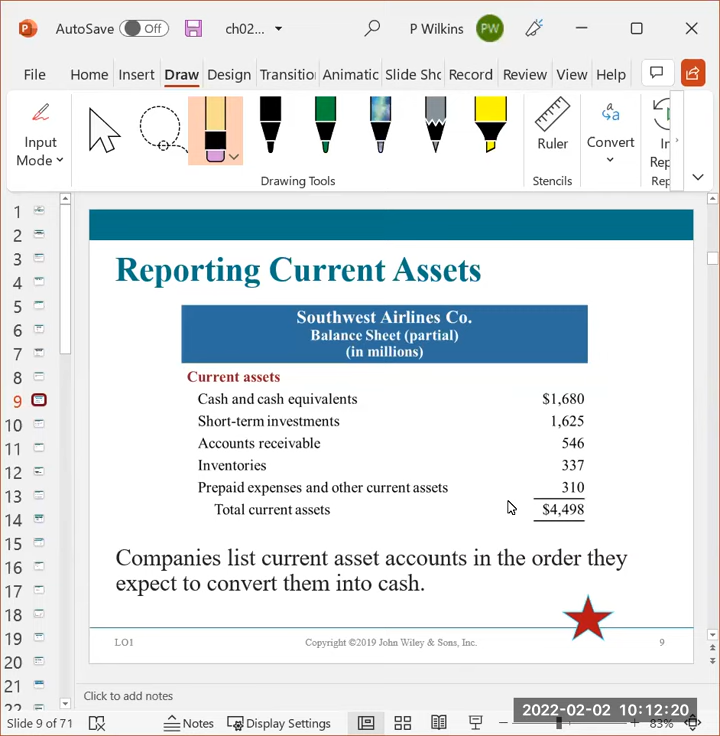 AutoSave Off ch02... P Wilkins PW
File Home Insert Draw Design Transitio Animatic Slide Sho Record Review View Help
Input Mode
Ruler
Convert
Drawing Tools
Stencils
1
2
3
4
5
6
7
8
9
10
11
12
13
14
15
16
17
18
19
20
21
22
Reporting Current Assets
Southwest Airlines Co.
Balance Sheet (partial)
(in millions)
Current assets
Cash and cash equivalents $1,680
Short-term investments 1,625
Accounts receivable 546
Inventories 337
Prepaid expenses and other current assets 310
Total current assets $4,498
Companies list current asset accounts in the order they
expect to convert them into cash.
LO1 Copyright ©2019 John Wiley & Sons, Inc. 9
Click to add notes
2022-02-02 10:12:20
Slide 9 of 71 Notes Display Settings 83%